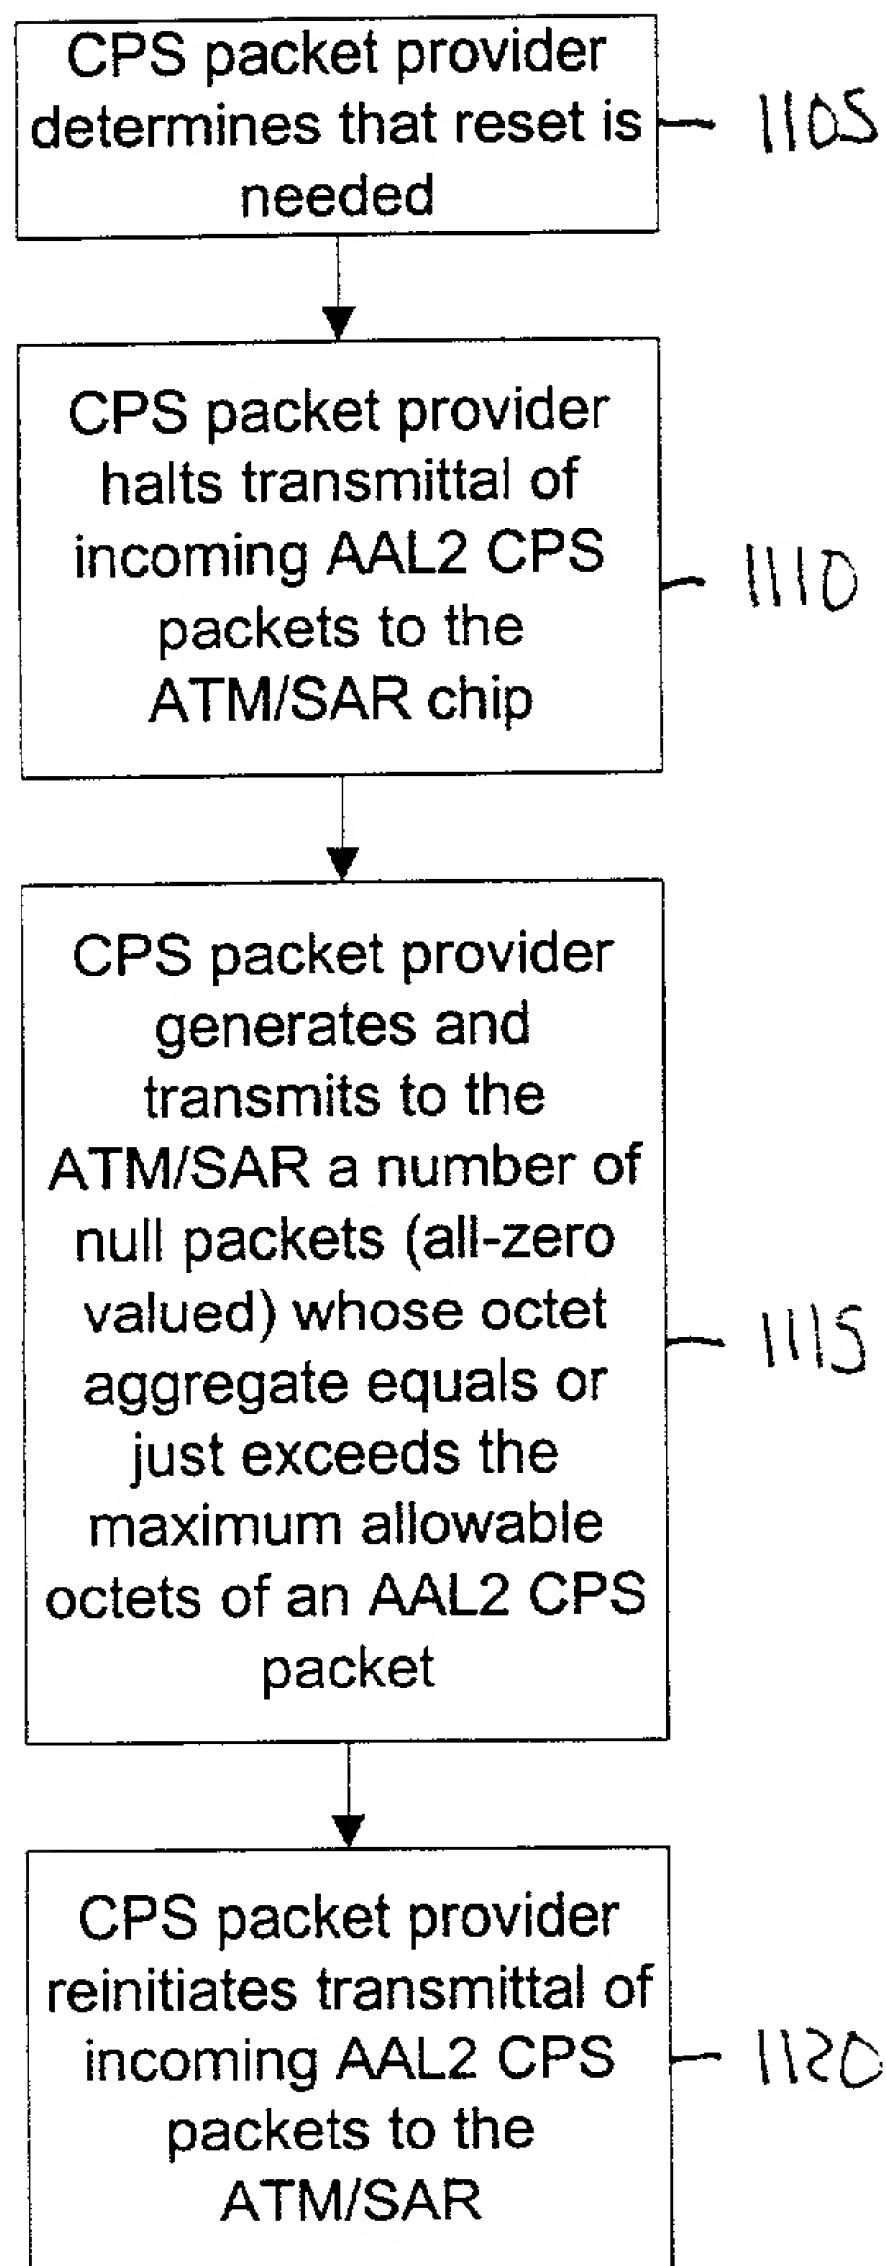 CPS packet provider
determines that reset is
needed
1105
CPS packet provider
halts transmittal of
incoming AAL2 CPS
packets to the
ATM/SAR chip
1110
CPS packet provider
generates and
transmits to the
ATM/SAR a number of
null packets (all-zero
valued) whose octet
aggregate equals or
just exceeds the
maximum allowable
octets of an AAL2 CPS
packet
1115
CPS packet provider
reinitiates transmittal of
incoming AAL2 CPS
packets to the
ATM/SAR
1120